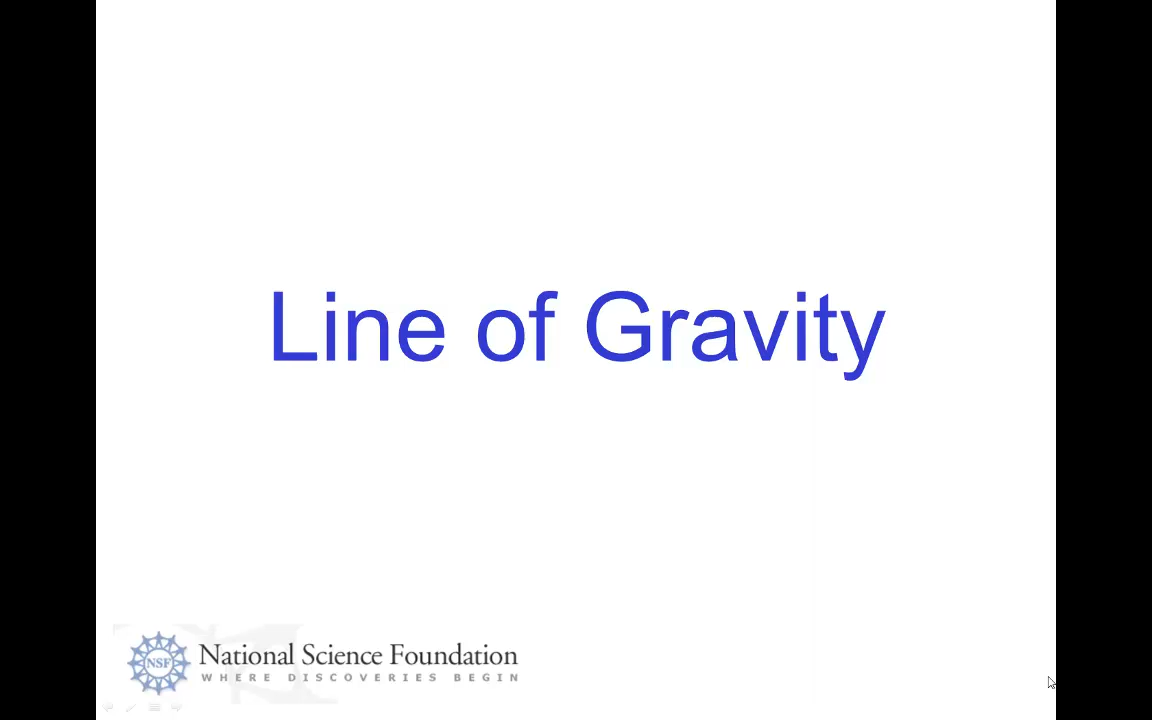 Line of Gravity
NSF
National Science Foundation
WHERE DISCOVERIES BEGIN